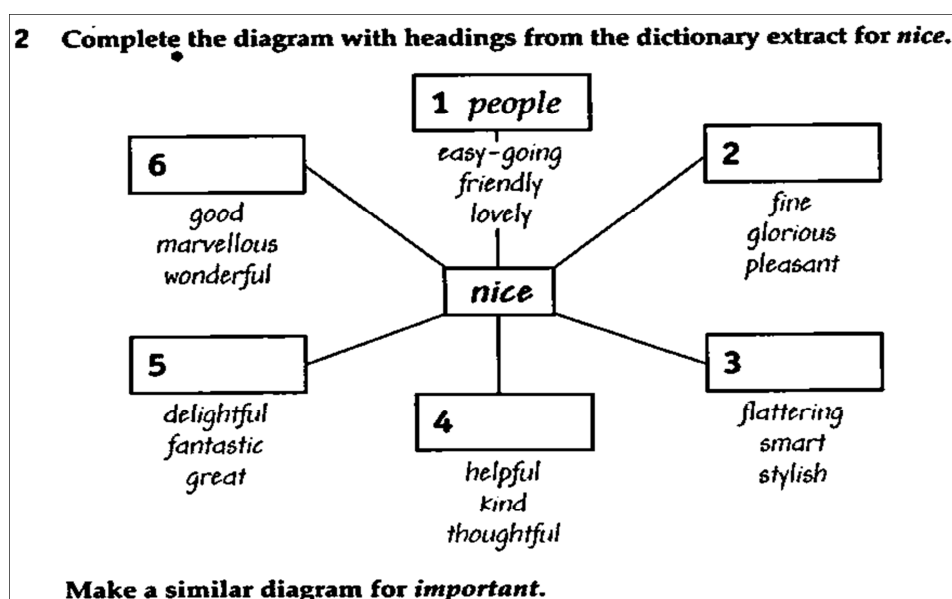 2 Complete the diagram with headings from the dictionary extract for nice.
1 people
easy-going
friendly
lovely
2
fine
glorious
pleasant
6
good
marvellous
wonderful
nice
5
delightful
fantastic
great
4
helpful
kind
thoughtful
3
flattering
smart
stylish
Make a similar diagram for important.